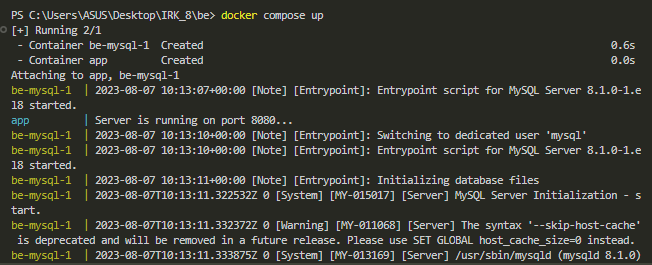 PS C:\Users\ASUS\Desktop\IRK_8\be> docker compose up
[+] Running 2/1
 - Container be-mysql-1  Created                                                    0.6s
 - Container app         Created                                                    0.0s
Attaching to app, be-mysql-1
be-mysql-1  | 2023-08-07 10:13:07+00:00 [Note] [Entrypoint]: Entrypoint script for MySQL Server 8.1.0-1.e
l8 started.
app         | Server is running on port 8080...
be-mysql-1  | 2023-08-07 10:13:10+00:00 [Note] [Entrypoint]: Switching to dedicated user 'mysql'
be-mysql-1  | 2023-08-07 10:13:10+00:00 [Note] [Entrypoint]: Entrypoint script for MySQL Server 8.1.0-1.e
l8 started.
be-mysql-1  | 2023-08-07 10:13:11+00:00 [Note] [Entrypoint]: Initializing database files
be-mysql-1  | 2023-08-07T10:13:11.322532Z 0 [System] [MY-015017] [Server] MySQL Server Initialization - s
tart.
be-mysql-1  | 2023-08-07T10:13:11.332372Z 0 [Warning] [MY-011068] [Server] The syntax '--skip-host-cache'
 is deprecated and will be removed in a future release. Please use SET GLOBAL host_cache_size=0 instead.
be-mysql-1  | 2023-08-07T10:13:11.333875Z 0 [System] [MY-013169] [Server] /usr/sbin/mysqld (mysqld 8.1.0)